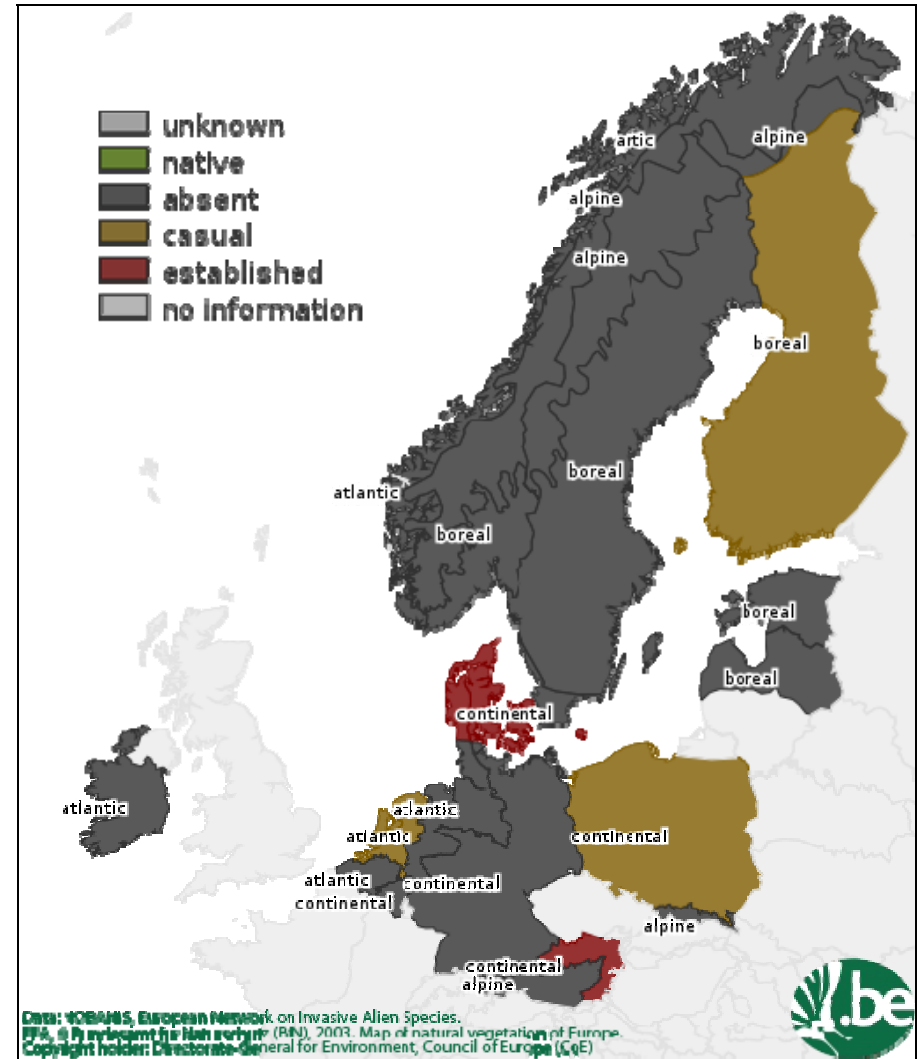 unknown
native
absent
casual
established
no information
artic
alpine
alpine
alpine
boreal
boreal
atlantic
boreal
boreal
boreal
continental
atlantic
atlantic
atlantic
continental
atlantic
continental
continental
alpine
continental
alpine
.be
Data: NOBANIS, European Network on Invasive Alien Species.
(BfN), 2003. Map of natural vegetation of Europe.
Copyright holder: Directorate-General for Environment, Council of Europe (CoE)